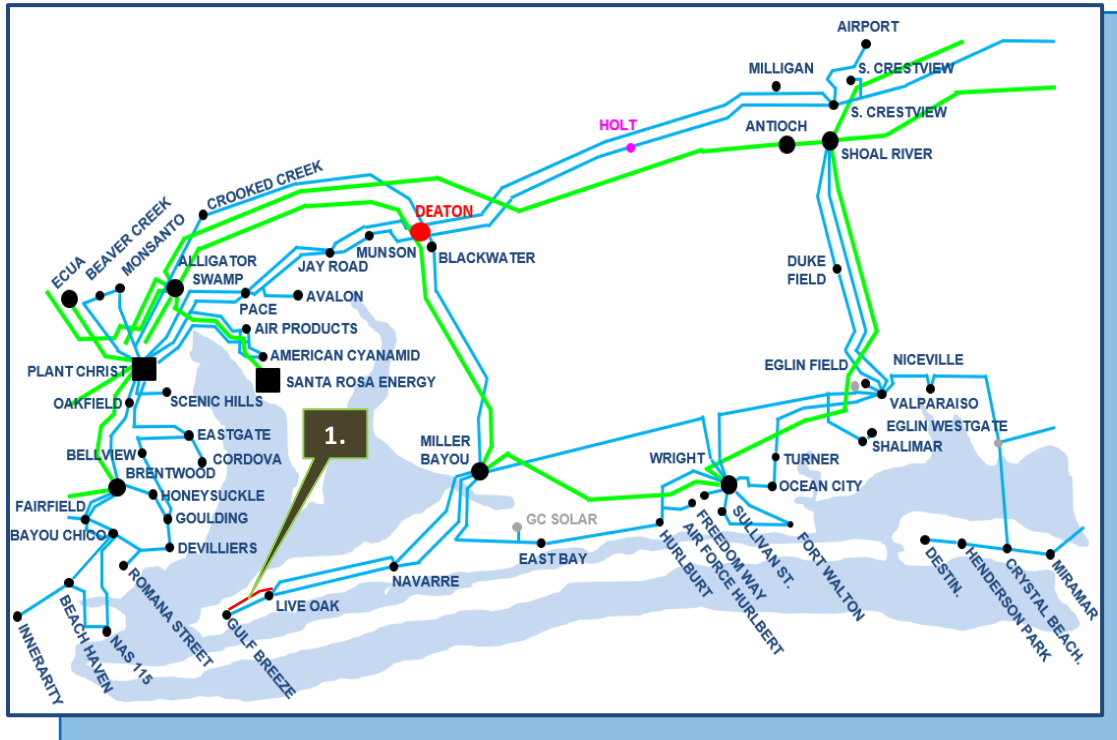 AIRPORT
MILLIGAN
S. CRESTVIEW
S. CRESTVIEW
HOLT
ANTIOCH
SHOAL RIVER
CROOKED CREEK
DEATON
BEAVER CREEK
MONSANTO
ECUA
ALLIGATOR
SWAMP
MUNSON
BLACKWATER
JAY ROAD
DUKE
FIELD
PACE
AVALON
AIR PRODUCTS
AMERICAN CYANAMID
PLANT CHRIST
SANTA ROSA ENERGY
EGLIN FIELD
NICEVILLE
VALPARAISO
OAKFIELD
SCENIC HILLS
1.
EGLIN WESTGATE
SHALIMAR
EASTGATE
BELLVIEW
CORDOVA
MILLER
BAYOU
WRIGHT
TURNER
BRENTWOOD
OCEAN CITY
HONEYSUCKLE
FAIRFIELD
GOULDING
GC SOLAR
BAYOU CHICO
DEVILLIERS
EAST BAY
HURLBURT
AIR FORCE HURLBERT
FREEDOM WAY
SULLIVAN ST.
FORT WALTON
NAVARRE
LIVE OAK
GULF BREEZE
ROMANA STREET
NAS 115
BEACH HAVEN
INNERARITY
DESTIN.
HENDERSON PARK
CRYSTAL BEACH.
MIRAMAR